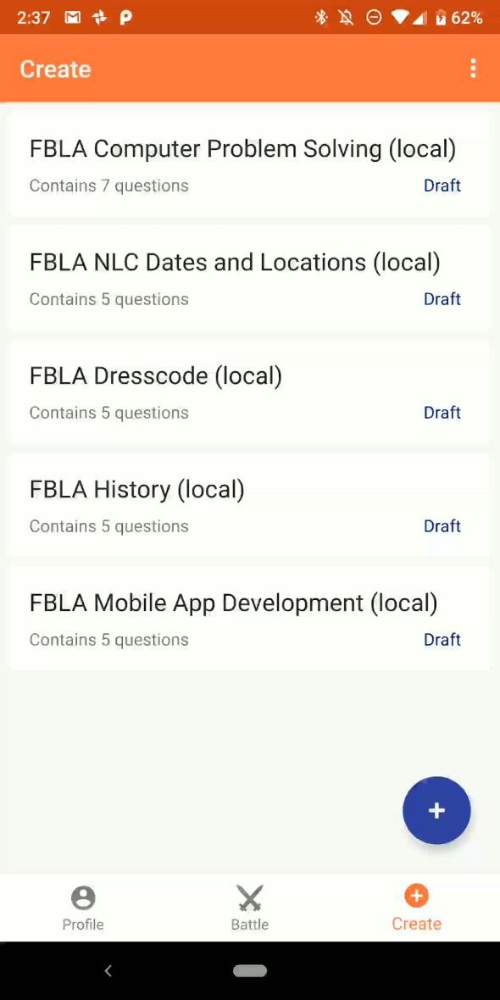 2:37 62%
Create
FBLA Computer Problem Solving (local)
Contains 7 questions Draft
FBLA NLC Dates and Locations (local)
Contains 5 questions Draft
FBLA Dresscode (local)
Contains 5 questions Draft
FBLA History (local)
Contains 5 questions Draft
FBLA Mobile App Development (local)
Contains 5 questions Draft
+
Profile Battle Create